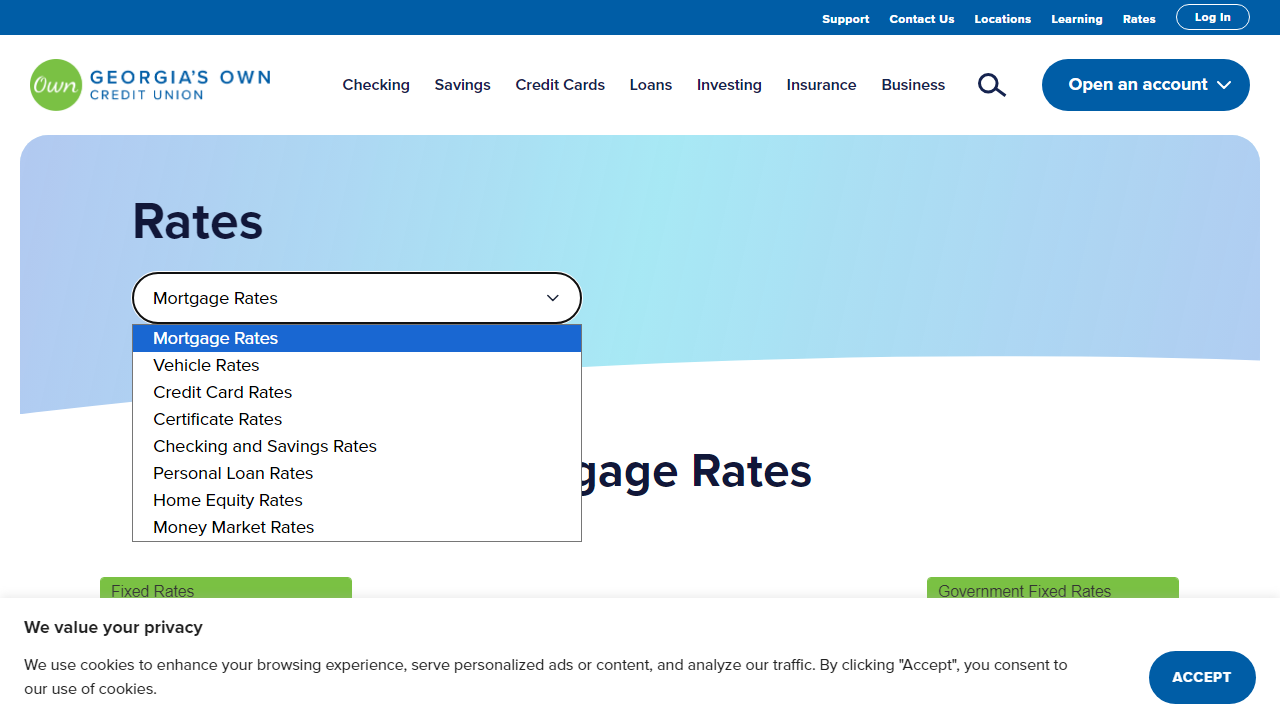 Support Contact Us Locations Learning Rates Log In
Own GEORGIA'S OWN
CREDIT UNION
Checking Savings Credit Cards Loans Investing Insurance Business Open an account
Rates
Mortgage Rates
Mortgage Rates
Vehicle Rates
Credit Card Rates
Certificate Rates
Checking and Savings Rates
Personal Loan Rates
Home Equity Rates
Money Market Rates
gage Rates
Fixed Rates Government Fixed Rates
We value your privacy
We use cookies to enhance your browsing experience, serve personalized ads or content, and analyze our traffic. By clicking "Accept", you consent to
our use of cookies.
ACCEPT